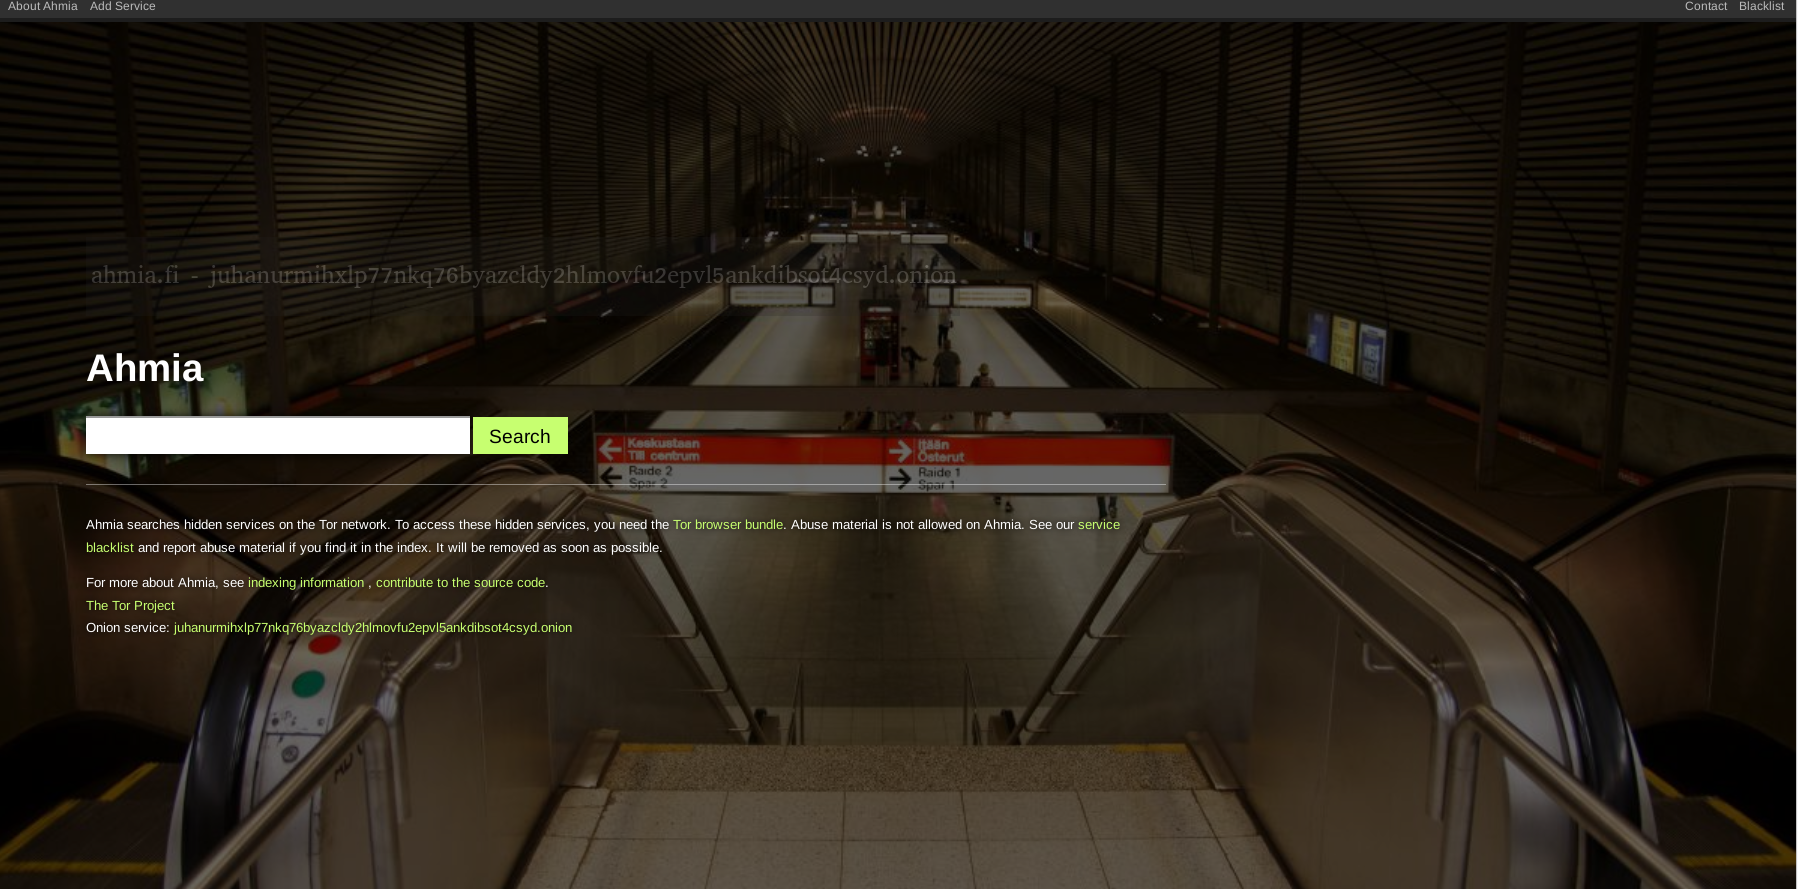 About Ahmia Add Service Contact Blacklist
ahmia.fi - juhanurmihxlp77nkq76byazcldy2hlmovfu2epvl5ankdibsot4csyd.onion
Ahmia
Search
Keskustaan
Till centrum
Itään
Österut
Raide 2
Spår 2
Raide 1
Spår 1
Ahmia searches hidden services on the Tor network. To access these hidden services, you need the Tor browser bundle. Abuse material is not allowed on Ahmia. See our service
blacklist and report abuse material if you find it in the index. It will be removed as soon as possible.
For more about Ahmia, see indexing information , contribute to the source code.
The Tor Project
Onion service: juhanurmihxlp77nkq76byazcldy2hlmovfu2epvl5ankdibsot4csyd.onion